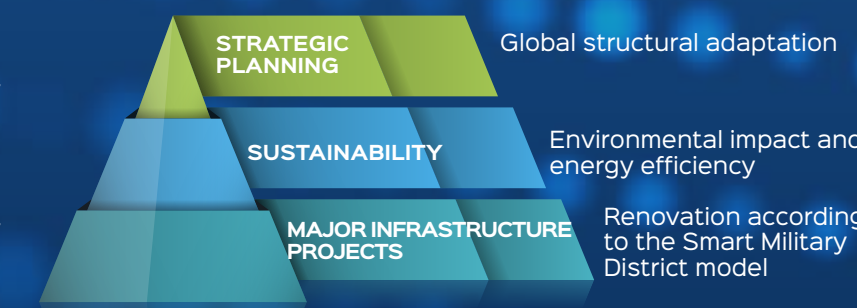 STRATEGIC
PLANNING
Global structural adaptation
SUSTAINABILITY
Environmental impact and
energy efficiency
MAJOR INFRASTRUCTURE
PROJECTS
Renovation according
to the Smart Military
District model